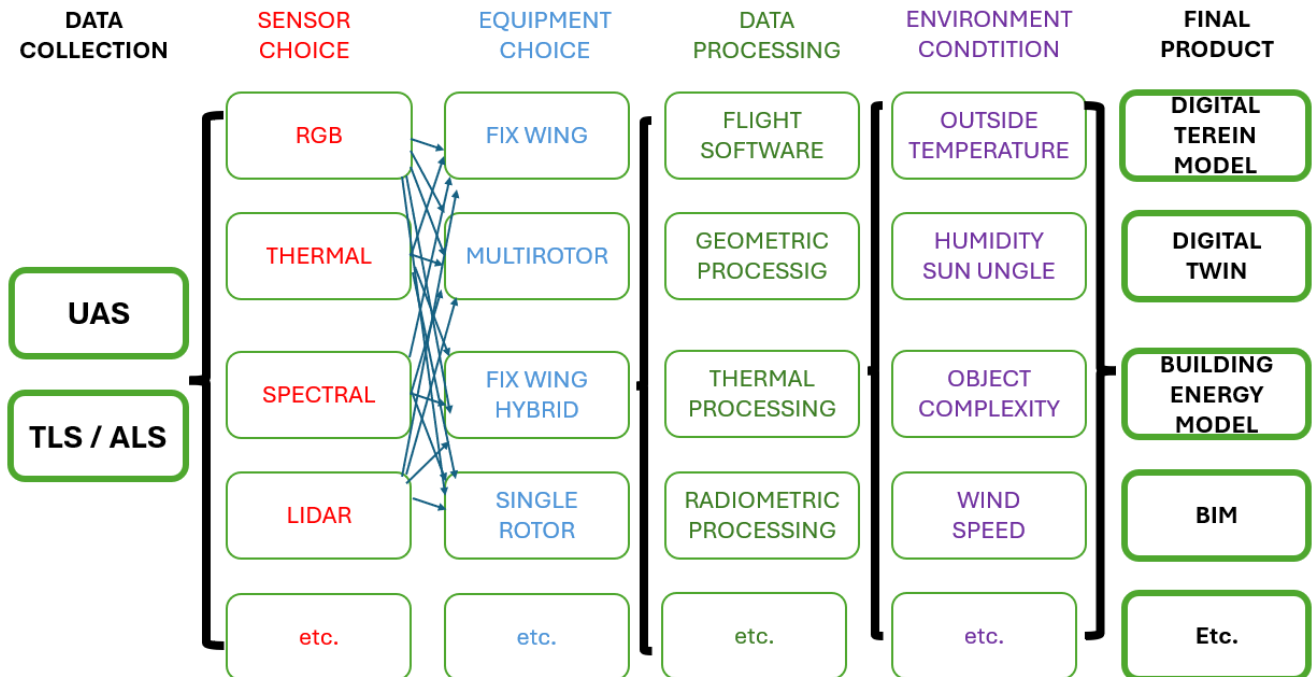 DATA
COLLECTION
SENSOR
CHOICE
EQUIPMENT
CHOICE
DATA
PROCESSING
ENVIRONMENT
CONDTITION
FINAL
PRODUCT
UAS
TLS / ALS
RGB
THERMAL
SPECTRAL
LIDAR
etc.
FIX WING
MULTIROTOR
FIX WING
HYBRID
SINGLE
ROTOR
etc.
FLIGHT
SOFTWARE
GEOMETRIC
PROCESSIG
THERMAL
PROCESSING
RADIOMETRIC
PROCESSING
etc.
OUTSIDE
TEMPERATURE
HUMIDITY
SUN UNGLE
OBJECT
COMPLEXITY
WIND
SPEED
etc.
DIGITAL
TEREIN
MODEL
DIGITAL
TWIN
BUILDING
ENERGY
MODEL
BIM
Etc.